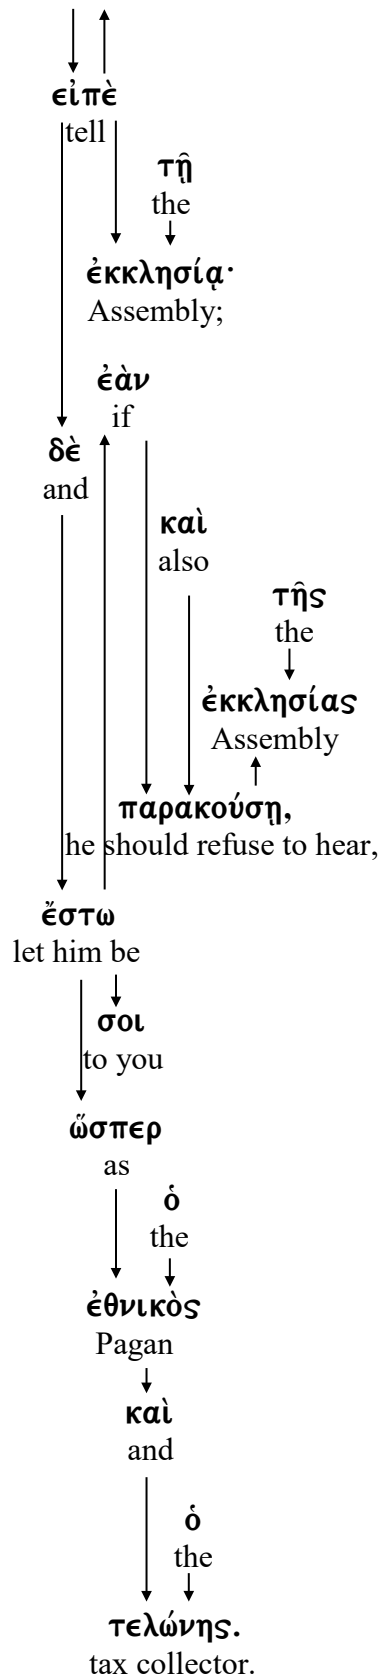 εἰπὲ
tell
τῇ
the
ἐκκλησίᾳ·
Assembly;
ἐὰν
if
δὲ
and
καὶ
also
τῆς
the
ἐκκλησίας
Assembly
παρακούσῃ,
he should refuse to hear,
ἔστω
let him be
σοι
to you
ὥσπερ
as
ὁ
the
ἐθνικὸς
Pagan
καὶ
and
ὁ
the
τελώνης.
tax collector.